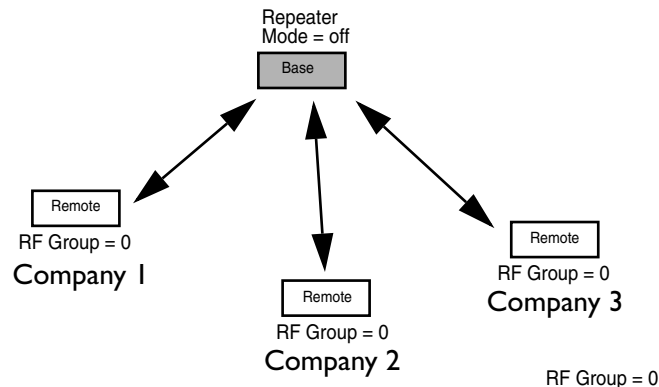 Repeater
Mode = off
Base
Remote
RF Group = 0
Company 1
Remote
RF Group = 0
Company 3
Remote
RF Group = 0
Company 2
RF Group = 0